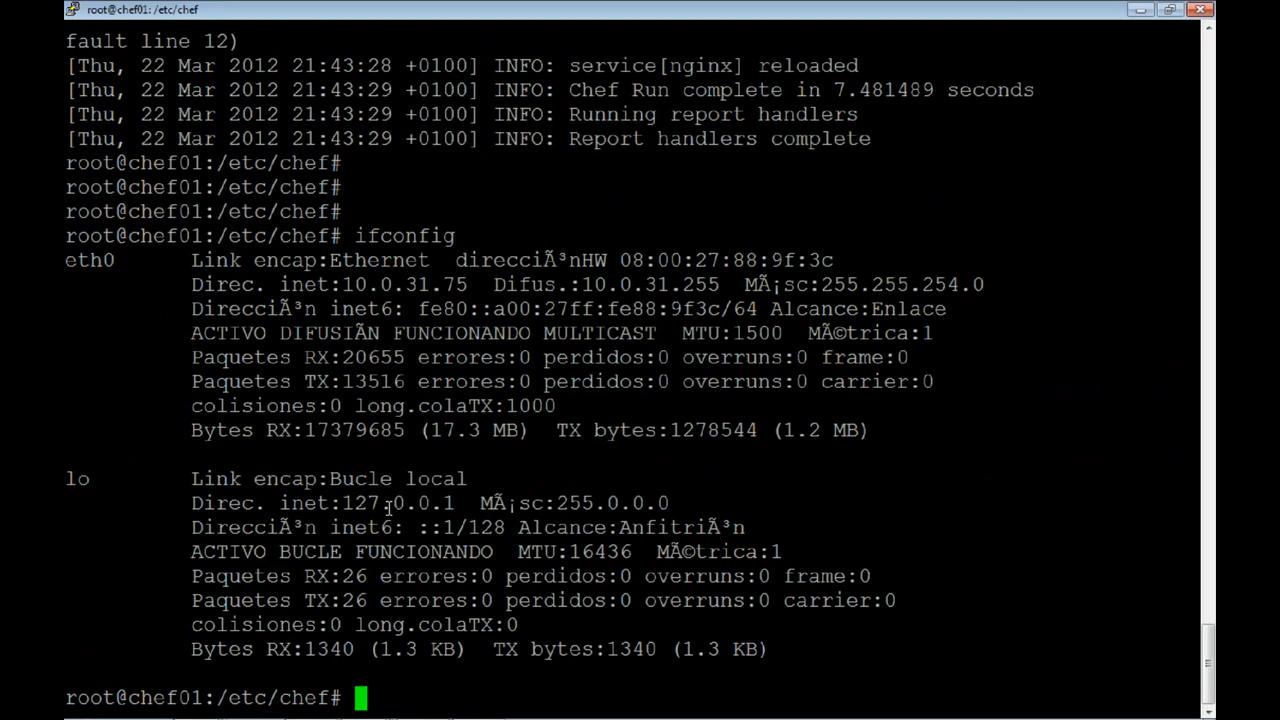 root@chef01: /etc/chef
fault line 12)
[Thu, 22 Mar 2012 21:43:28 +0100] INFO: service[nginx] reloaded
[Thu, 22 Mar 2012 21:43:29 +0100] INFO: Chef Run complete in 7.481489 seconds
[Thu, 22 Mar 2012 21:43:29 +0100] INFO: Running report handlers
[Thu, 22 Mar 2012 21:43:29 +0100] INFO: Report handlers complete
root@chef01:/etc/chef#
root@chef01:/etc/chef#
root@chef01:/etc/chef#
root@chef01:/etc/chef# ifconfig
eth0 Link encap:Ethernet direcciÃ³nHW 08:00:27:88:9f:3c
Direc. inet:10.0.31.75 Difus.:10.0.31.255 MÃ¡sc:255.255.254.0
DirecciÃ³n inet6: fe80::a00:27ff:fe88:9f3c/64 Alcance:Enlace
ACTIVO DIFUSIÃN FUNCIONANDO MULTICAST MTU:1500 MÃ©trica:1
Paquetes RX:20655 errores:0 perdidos:0 overruns:0 frame:0
Paquetes TX:13516 errores:0 perdidos:0 overruns:0 carrier:0
colisiones:0 long.colaTX:1000
Bytes RX:17379685 (17.3 MB) TX bytes:1278544 (1.2 MB)
lo Link encap:Bucle local
Direc. inet:127.0.0.1 MÃ¡sc:255.0.0.0
DirecciÃ³n inet6: ::1/128 Alcance:AnfitriÃ³n
ACTIVO BUCLE FUNCIONANDO MTU:16436 MÃ©trica:1
Paquetes RX:26 errores:0 perdidos:0 overruns:0 frame:0
Paquetes TX:26 errores:0 perdidos:0 overruns:0 carrier:0
colisiones:0 long.colaTX:0
Bytes RX:1340 (1.3 KB) TX bytes:1340 (1.3 KB)
root@chef01:/etc/chef#